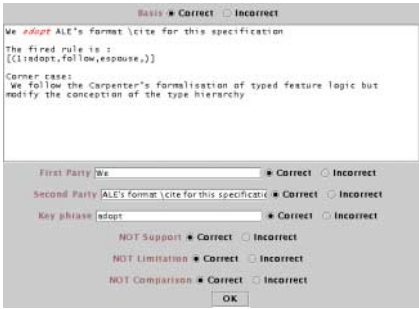 Basis Correct Incorrect
We adopt ALE's format \cite for this specification
The fired rule is :
[(1:adopt,follow,espouse,)]
Corner case:
We follow the Carpenter's formalisation of typed feature logic but
modify the conception of the type hierarchy
First Party We Correct Incorrect
Second Party ALE's format \cite for this specificatic Correct Incorrect
Key phrase adopt Correct Incorrect
NOT Support Correct Incorrect
NOT Limitation Correct Incorrect
NOT Comparison Correct Incorrect
OK